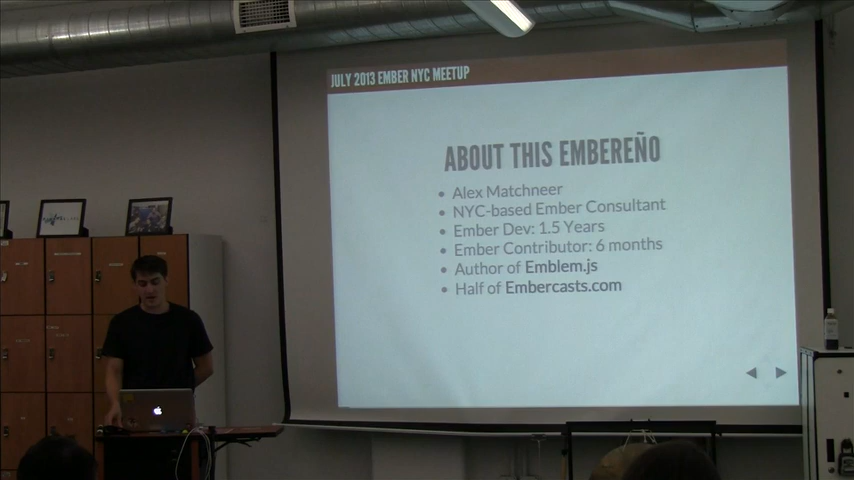 JULY 2013 EMBER NYC MEETUP
ABOUT THIS EMBEREÑO
Alex Matchneer
NYC-based Ember Consultant
Ember Dev: 1.5 Years
Ember Contributor: 6 months
Author of Emblem.js
Half of Embercasts.com